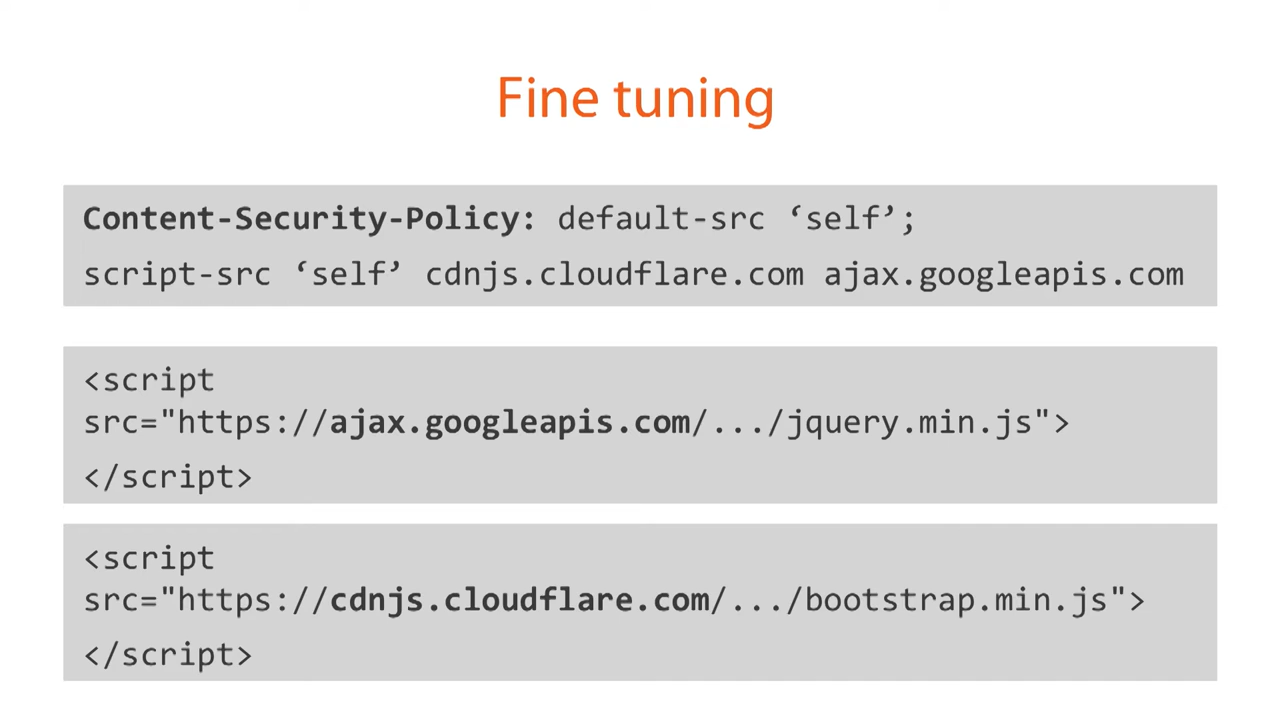 Fine tuning
Content-Security-Policy: default-src ‘self’;
script-src ‘self’ cdnjs.cloudflare.com ajax.googleapis.com
<script
src="https://ajax.googleapis.com/.../jquery.min.js">
</script>
<script
src="https://cdnjs.cloudflare.com/.../bootstrap.min.js">
</script>